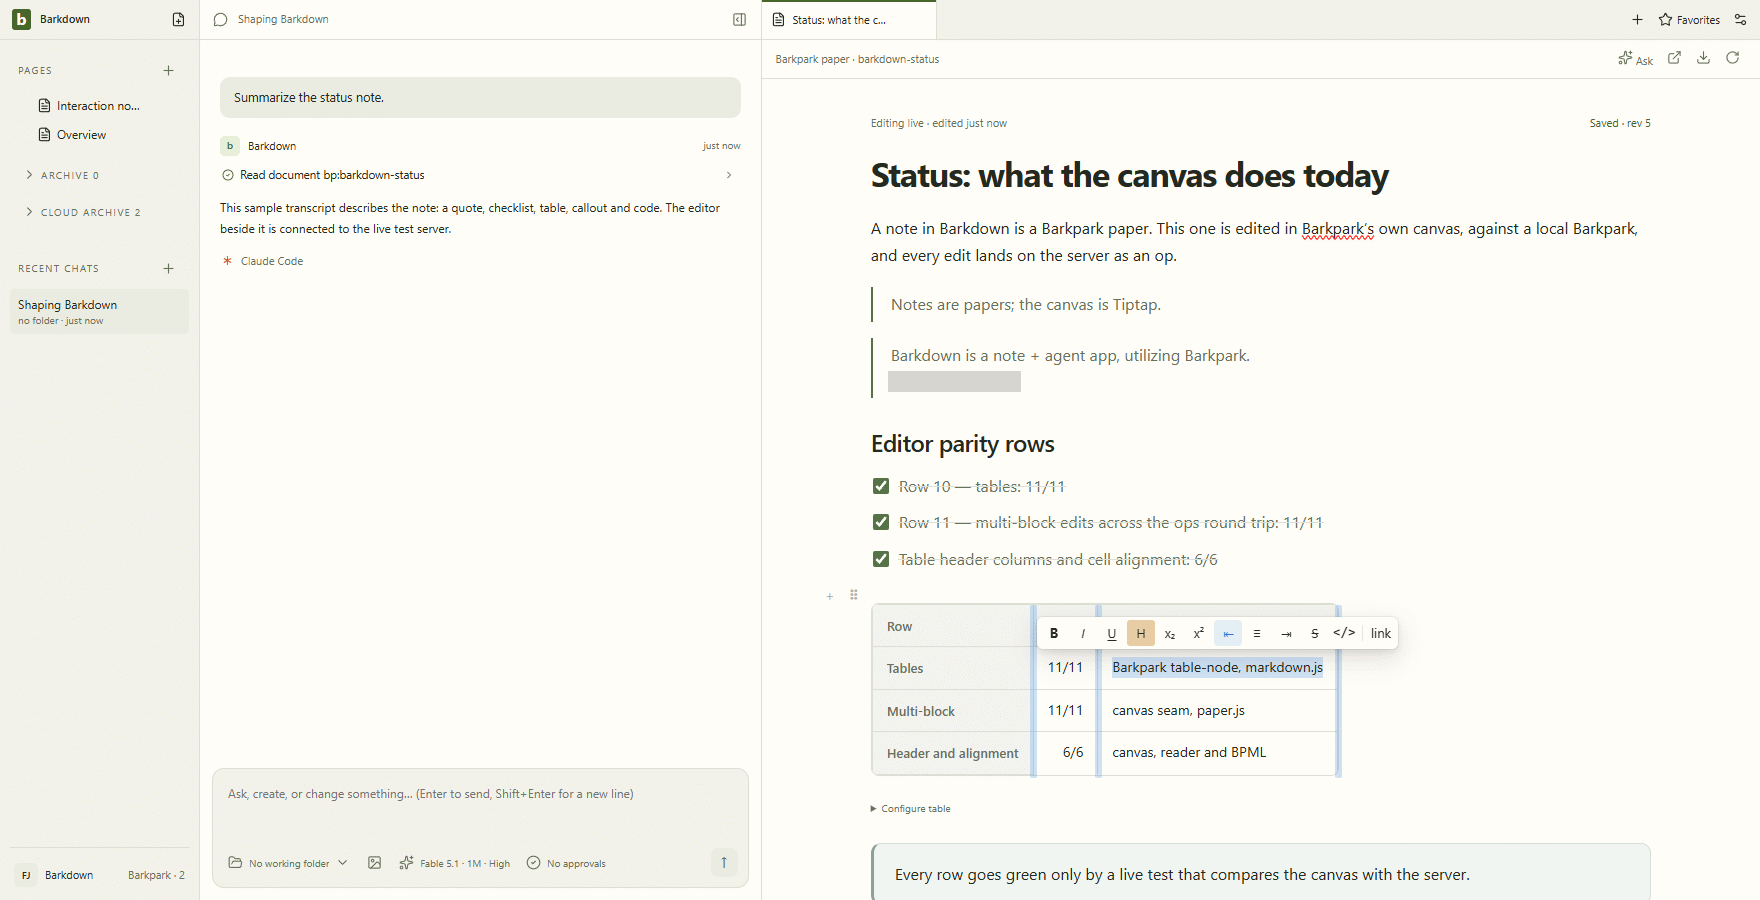 Barkdown
PAGES
Interaction no...
Overview
ARCHIVE 0
CLOUD ARCHIVE 2
RECENT CHATS
Shaping Barkdown
no folder · just now
FJ Barkdown Barkpark · 2
Shaping Barkdown
Summarize the status note.
b Barkdown just now
Read document bp:barkdown-status
This sample transcript describes the note: a quote, checklist, table, callout and code. The editor
beside it is connected to the live test server.
Claude Code
Ask, create, or change something... (Enter to send, Shift+Enter for a new line)
No working folder Fable 5.1 · 1M · High No approvals
Status: what the c...
Favorites
Barkpark paper · barkdown-status
Ask
Editing live · edited just now Saved · rev 5
Status: what the canvas does today
A note in Barkdown is a Barkpark paper. This one is edited in Barkpark's own canvas, against a local Barkpark,
and every edit lands on the server as an op.
Notes are papers; the canvas is Tiptap.
Barkdown is a note + agent app, utilizing Barkpark.
Editor parity rows
Row 10 — tables: 11/11
Row 11 — multi-block edits across the ops round trip: 11/11
Table header columns and cell alignment: 6/6
Row
B I U H x₂ x² S </> link
Tables 11/11 Barkpark table-node, markdown.js
Multi-block 11/11 canvas seam, paper.js
Header and alignment 6/6 canvas, reader and BPML
Configure table
Every row goes green only by a live test that compares the canvas with the server.